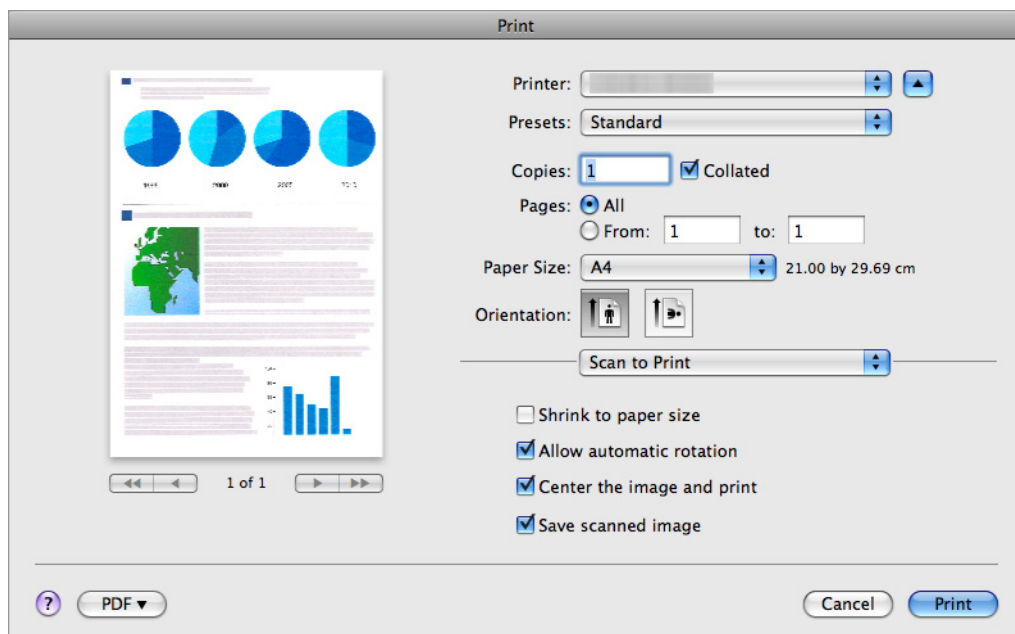 Print
Printer:
Presets: Standard
Copies: 1 Collated
Pages: All
From: 1 to: 1
Paper Size: A4 21.00 by 29.69 cm
Orientation:
Scan to Print
Shrink to paper size
Allow automatic rotation
Center the image and print
Save scanned image
1 of 1
? PDF ▼ Cancel Print